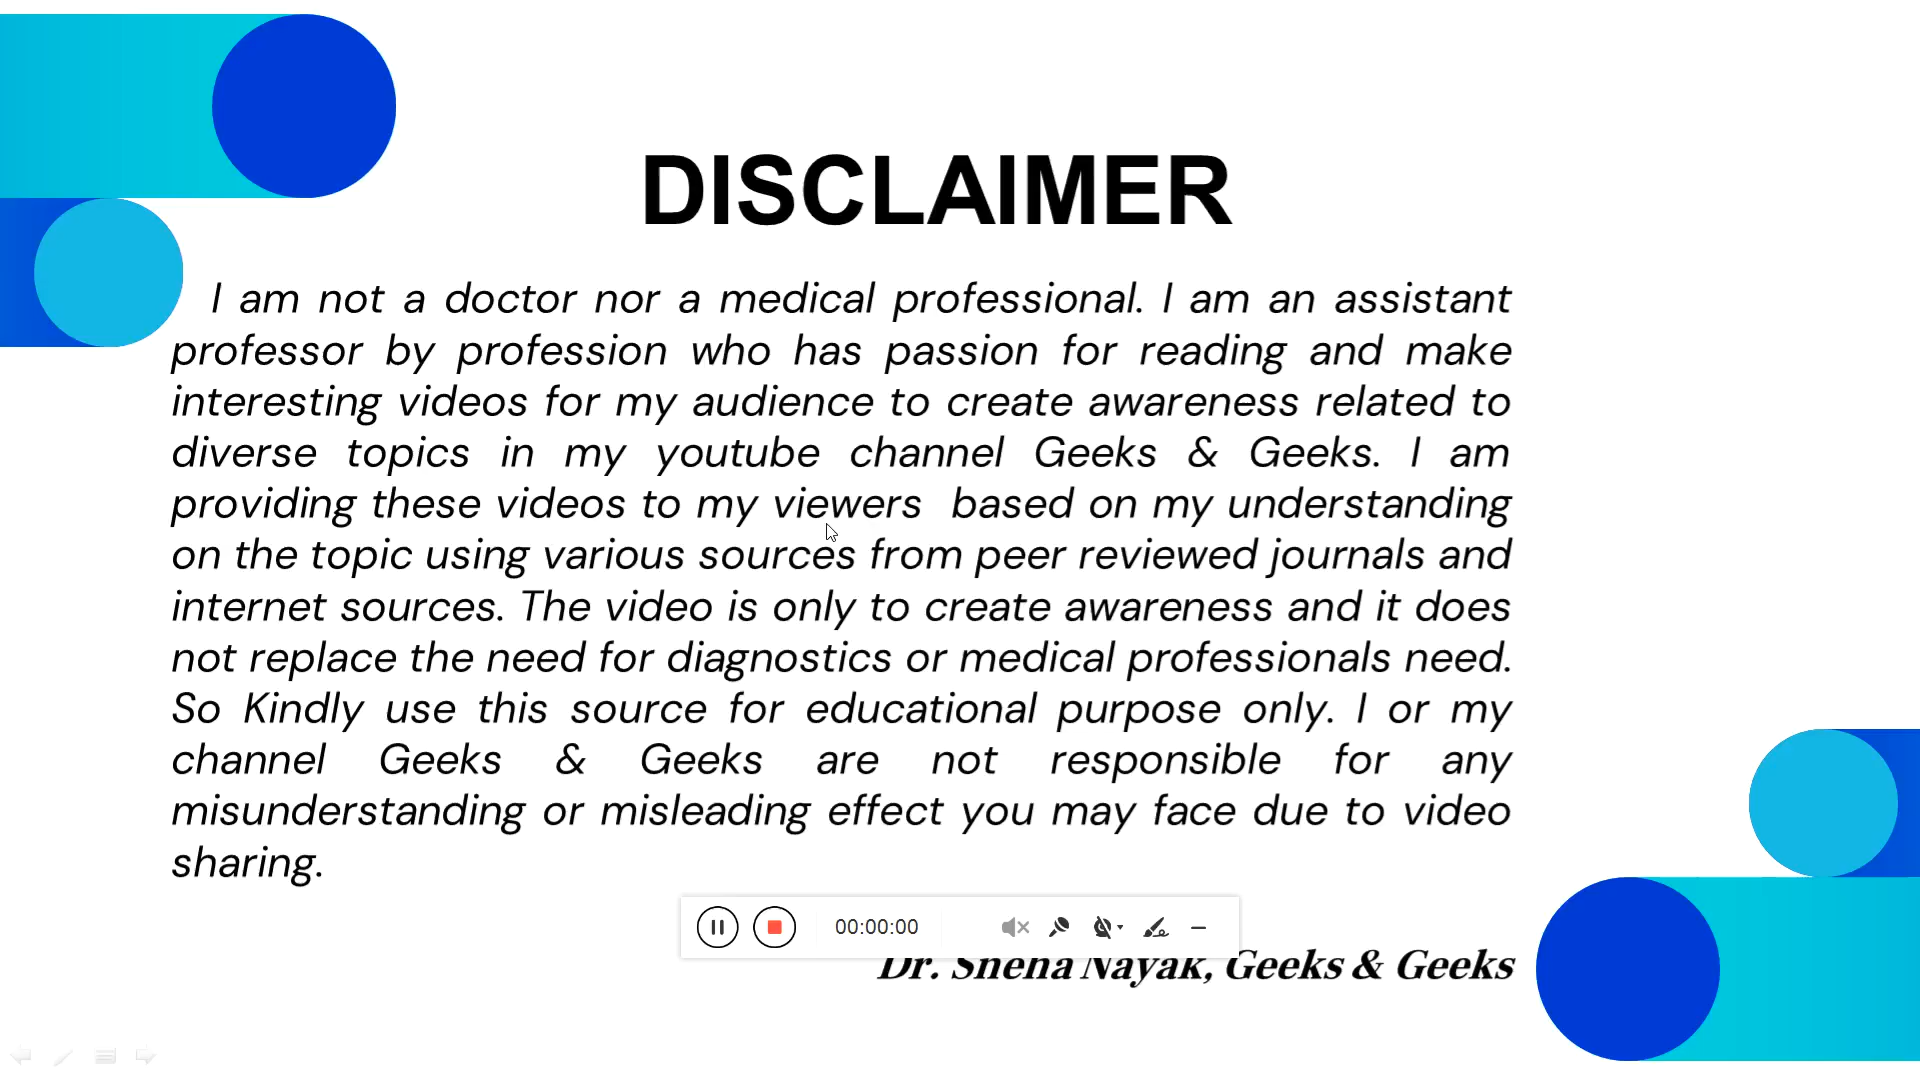 DISCLAIMER
I am not a doctor nor a medical professional. I am an assistant
professor by profession who has passion for reading and make
interesting videos for my audience to create awareness related to
diverse topics in my youtube channel Geeks & Geeks. I am
providing these videos to my viewers based on my understanding
on the topic using various sources from peer reviewed journals and
internet sources. The video is only to create awareness and it does
not replace the need for diagnostics or medical professionals need.
So Kindly use this source for educational purpose only. I or my
channel Geeks & Geeks are not responsible for any
misunderstanding or misleading effect you may face due to video
sharing.
00:00:00
Dr. Sneha Nayak, Geeks & Geeks